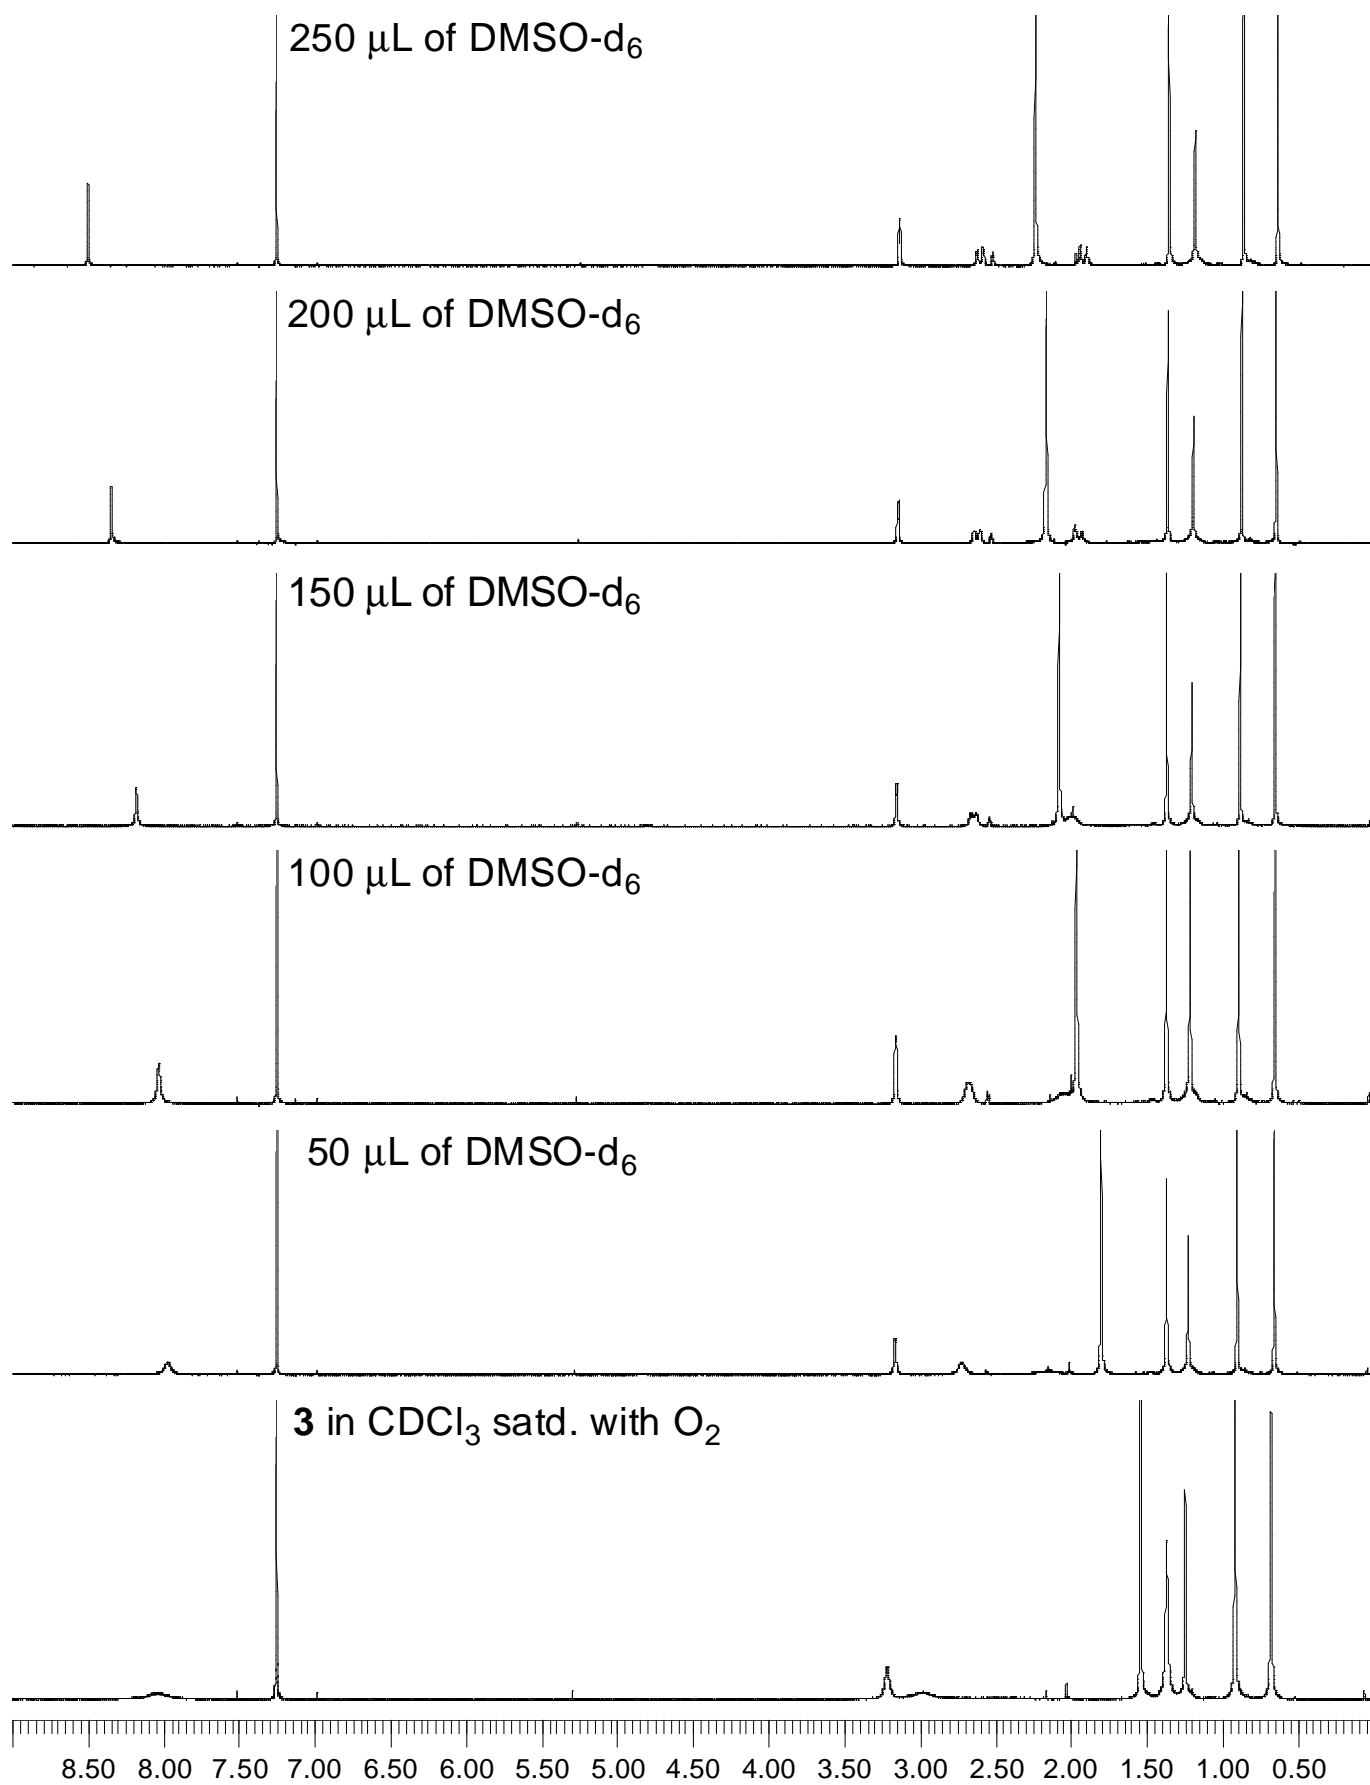 250 μL of DMSO-d6
200 μL of DMSO-d6
150 μL of DMSO-d6
100 μL of DMSO-d6
50 μL of DMSO-d6
3 in CDCl3 satd. with O2
8.50 8.00 7.50 7.00 6.50 6.00 5.50 5.00 4.50 4.00 3.50 3.00 2.50 2.00 1.50 1.00 0.50